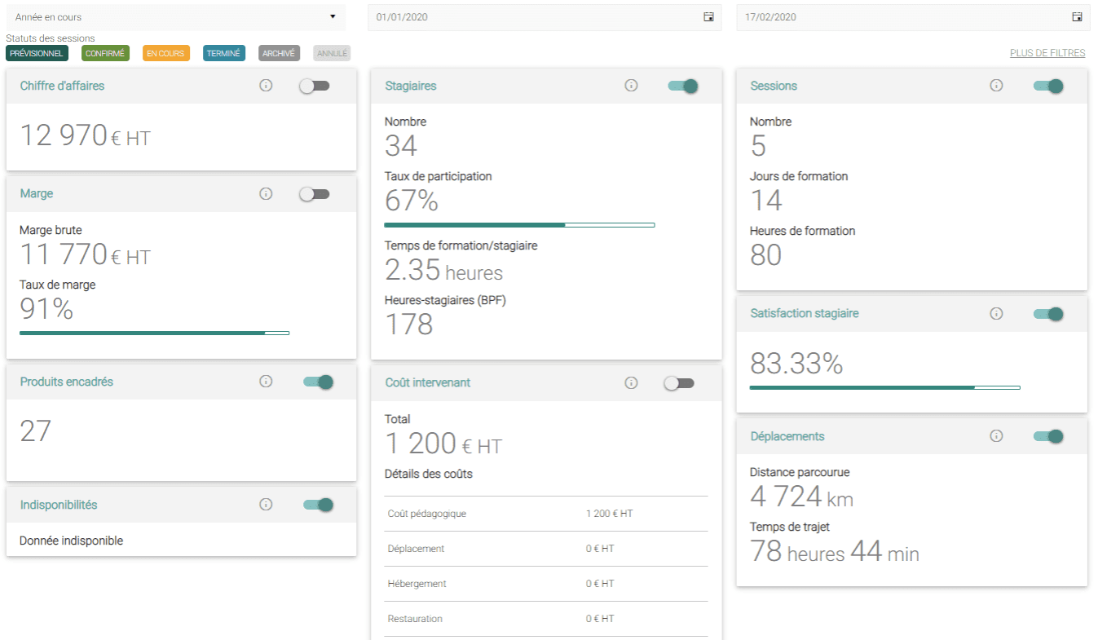 Année en cours
01/01/2020
17/02/2020
Statuts des sessions
PRÉVISIONNEL CONFIRMÉ EN COURS TERMINÉ ARCHIVÉ ANNULÉ
PLUS DE FILTRES
Chiffre d'affaires
12 970 € HT
Marge
Marge brute
11 770 € HT
Taux de marge
91%
Produits encadrés
27
Indisponibilités
Donnée indisponible
Stagiaires
Nombre
34
Taux de participation
67%
Temps de formation/stagiaire
2.35 heures
Heures-stagiaires (BPF)
178
Coût intervenant
Total
1 200 € HT
Détails des coûts
Coût pédagogique 1 200 € HT
Déplacement 0 € HT
Hébergement 0 € HT
Restauration 0 € HT
Sessions
Nombre
5
Jours de formation
14
Heures de formation
80
Satisfaction stagiaire
83.33%
Déplacements
Distance parcourue
4 724 km
Temps de trajet
78 heures 44 min